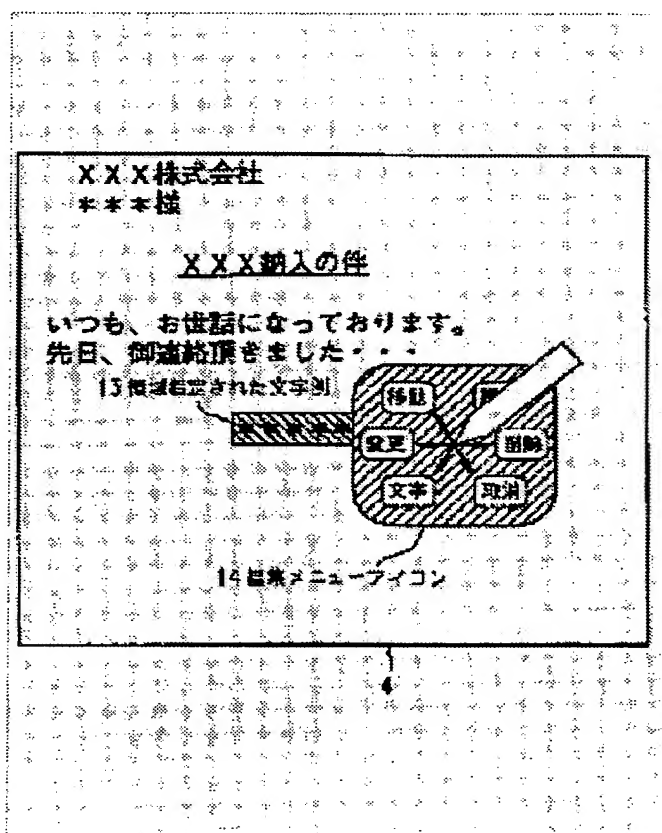 XXX株式会社
***様
XXX納入の件
いつも、お世話になっております。
先日、御連絡頂きました・・・
13 領域指定された文字列
*****
移動
変更
削除
文字
取消
14 編集メニューアイコン
4